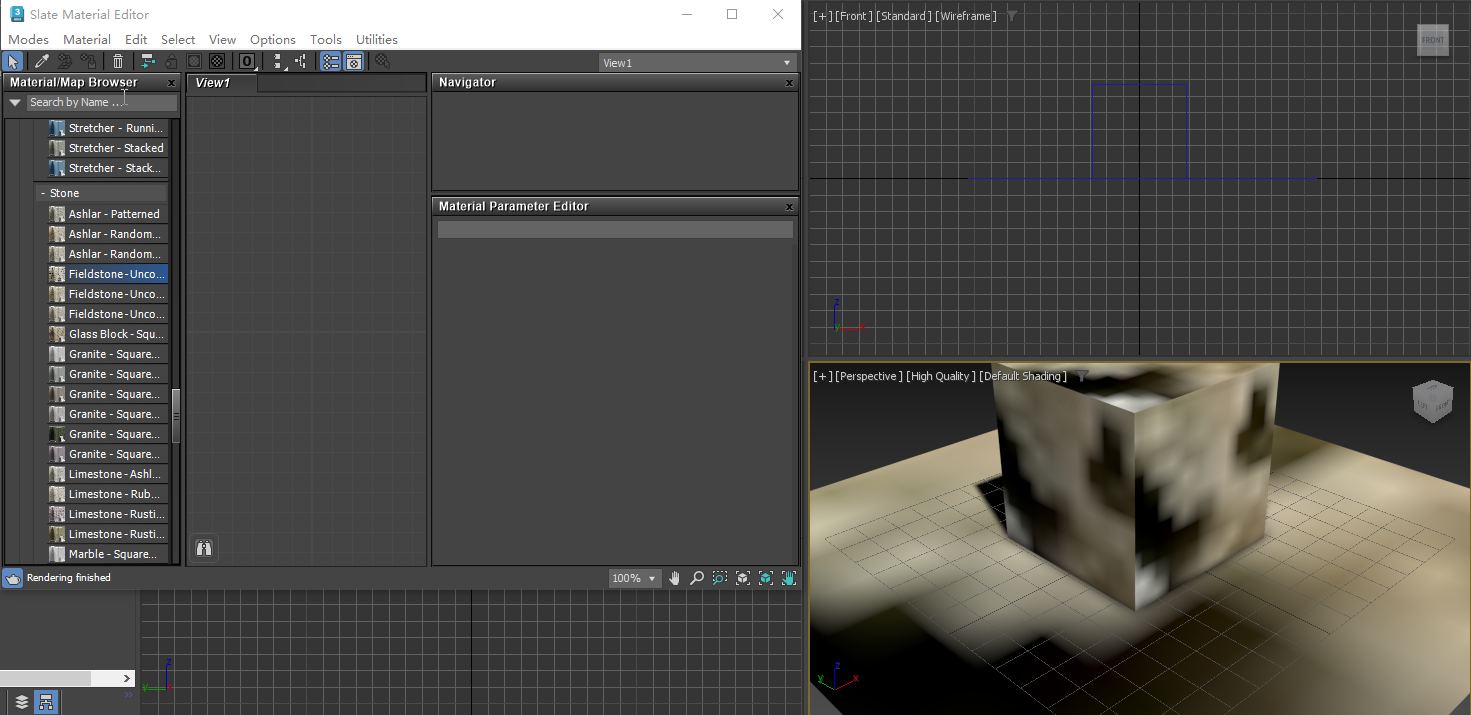 Slate Material Editor
Modes Material Edit Select View Options Tools Utilities
View1
Material/Map Browser
Search by Name ...
Stretcher - Runni...
Stretcher - Stacked
Stretcher - Stack...
- Stone
Ashlar - Patterned
Ashlar - Random...
Ashlar - Random...
Fieldstone - Unco...
Fieldstone - Unco...
Fieldstone - Unco...
Glass Block - Squ...
Granite - Square...
Granite - Square...
Granite - Square...
Granite - Square...
Granite - Square...
Granite - Square...
Limestone - Ashl...
Limestone - Rub...
Limestone - Rusti...
Limestone - Rusti...
Marble - Square...
View1
Navigator
Material Parameter Editor
Rendering finished
100%
z
y
x
[+] [Front] [Standard] [Wireframe]
FRONT
z
y
x
[+] [Perspective] [High Quality] [Default Shading]
FRONT
z
y
x